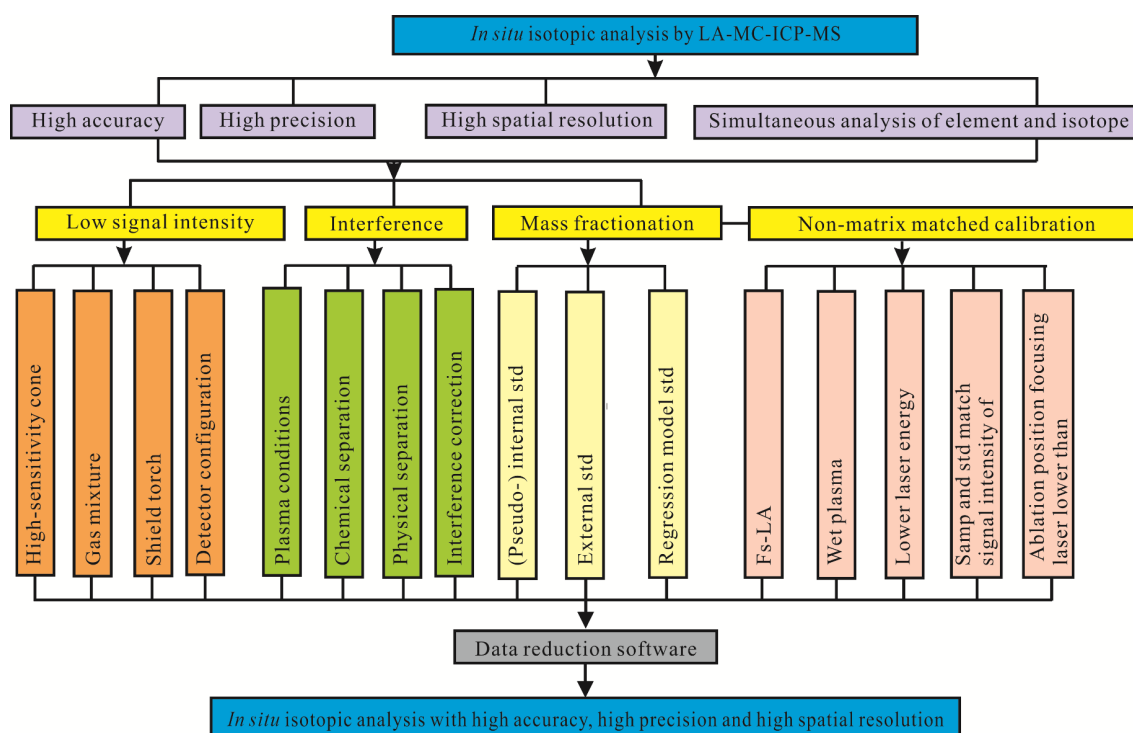 In situ isotopic analysis by LA-MC-ICP-MS
High accuracy
High precision
High spatial resolution
Simultaneous analysis of element and isotope
Low signal intensity
Interference
Mass fractionation
Non-matrix matched calibration
High-sensitivity cone
Gas mixture
Shield torch
Detector configuration
Plasma conditions
Chemical separation
Physical separation
Interference correction
(Pseudo-) internal std
External std
Regression model std
Fs-LA
Wet plasma
Lower laser energy
Samp and std match
signal intensity of
Ablation position focusing
laser lower than
Data reduction software
In situ isotopic analysis with high accuracy, high precision and high spatial resolution